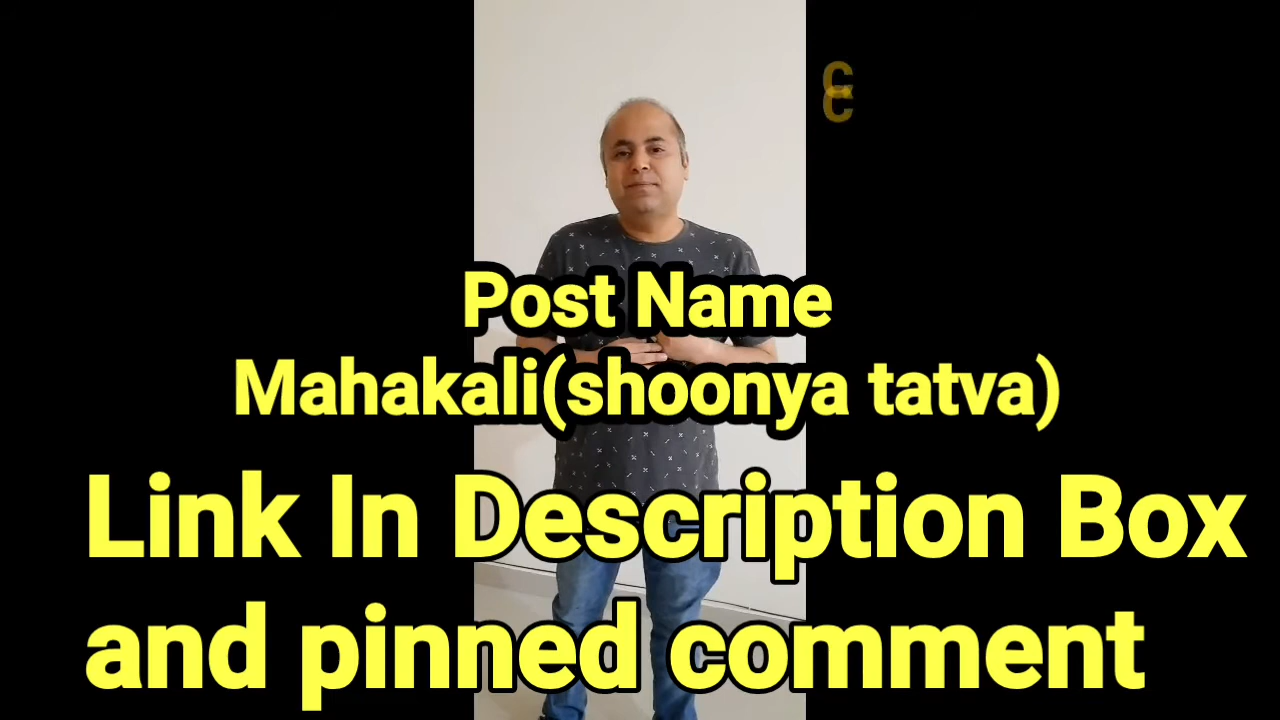 Post Name
Mahakali(shoonya tatva)
Link In Description Box
and pinned comment